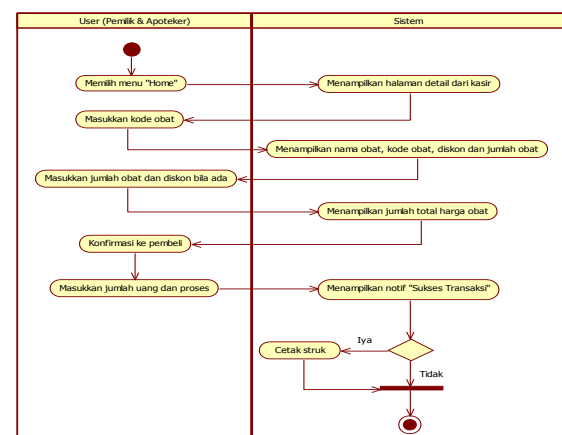 User (Pemilik & Apoteker)
Sistem
Memilih menu "Home"
Menampilkan halaman detail dari kasir
Masukkan kode obat
Menampilkan nama obat, kode obat, diskon dan jumlah obat
Masukkan jumlah obat dan diskon bila ada
Menampilkan jumlah total harga obat
Konfirmasi ke pembeli
Masukkan jumlah uang dan proses
Menampilkan notif "Sukses Transaksi"
Iya
Cetak struk
Tidak